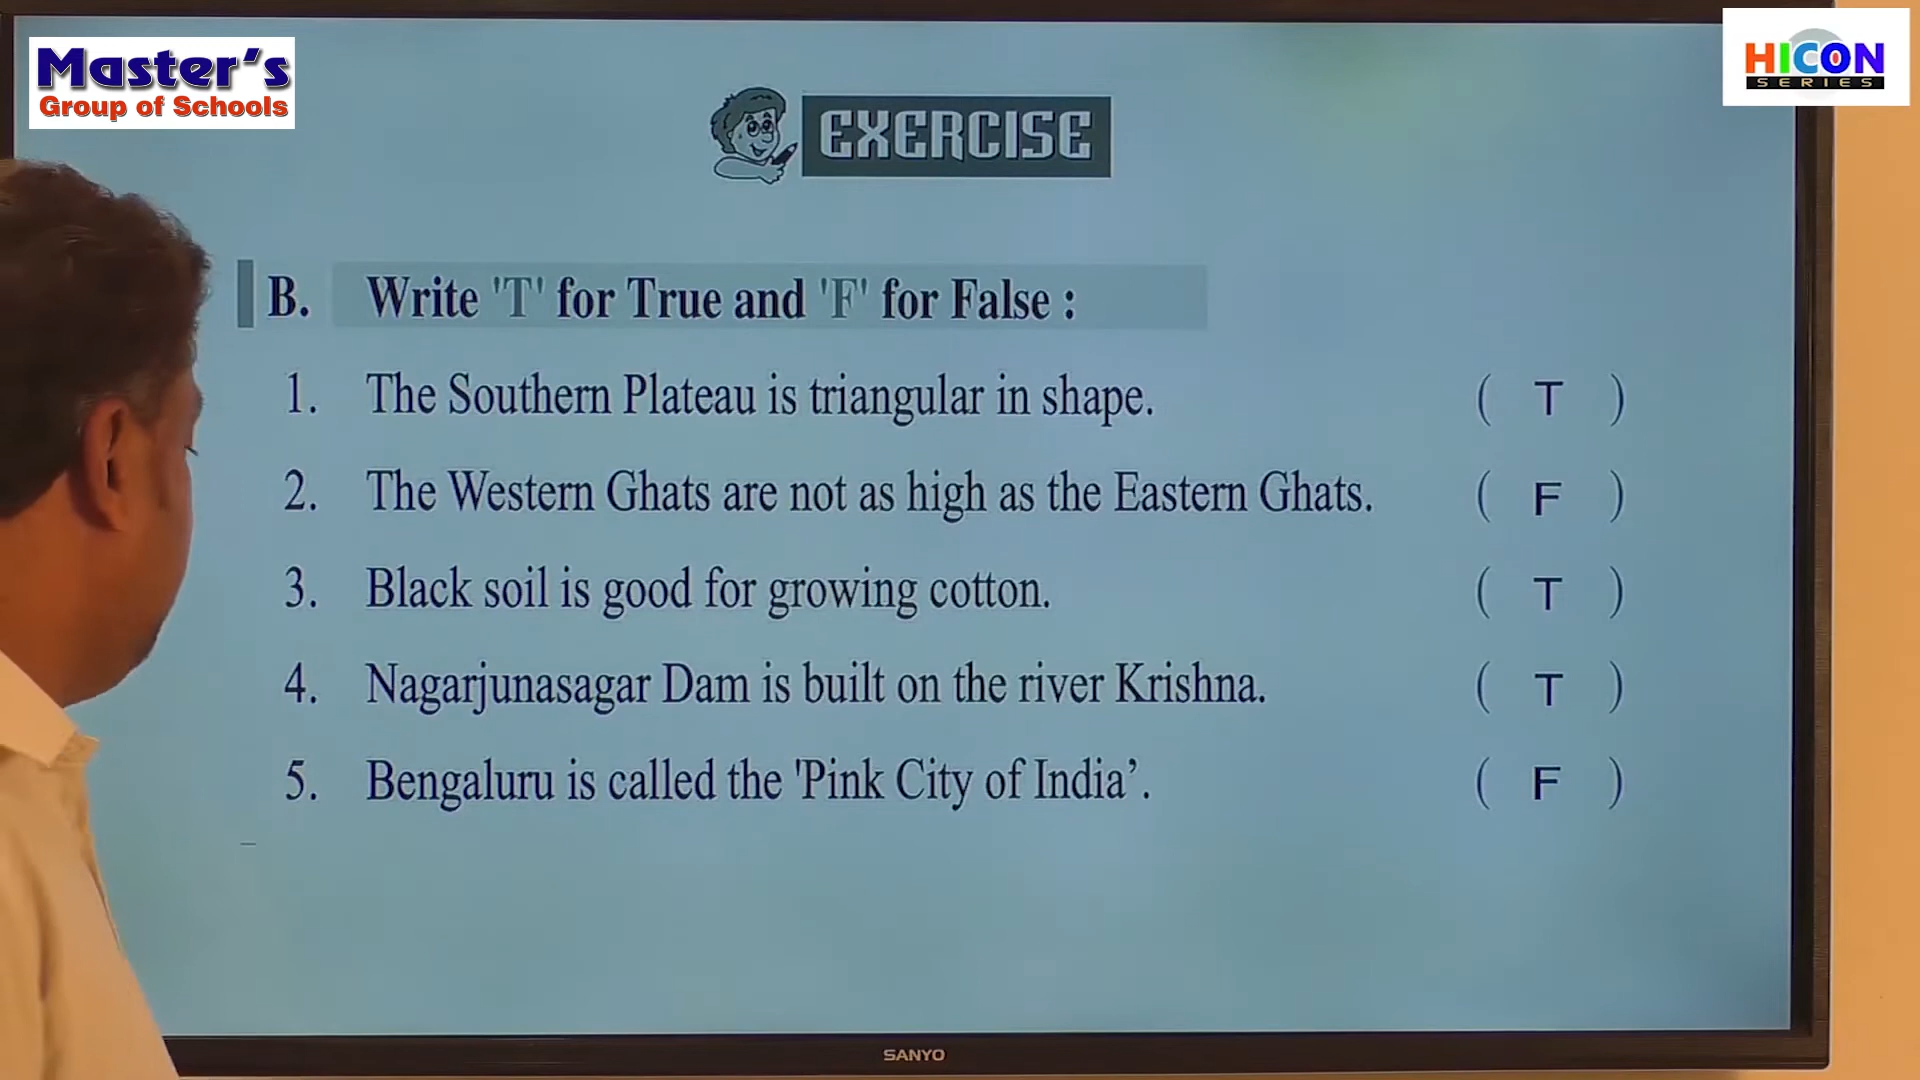 Master's
Group of Schools
HICON
SERIES
EXERCISE
B. Write 'T' for True and 'F' for False :
1. The Southern Plateau is triangular in shape. ( T )
2. The Western Ghats are not as high as the Eastern Ghats. ( F )
3. Black soil is good for growing cotton. ( T )
4. Nagarjunasagar Dam is built on the river Krishna. ( T )
5. Bengaluru is called the 'Pink City of India’. ( F )
SANYO